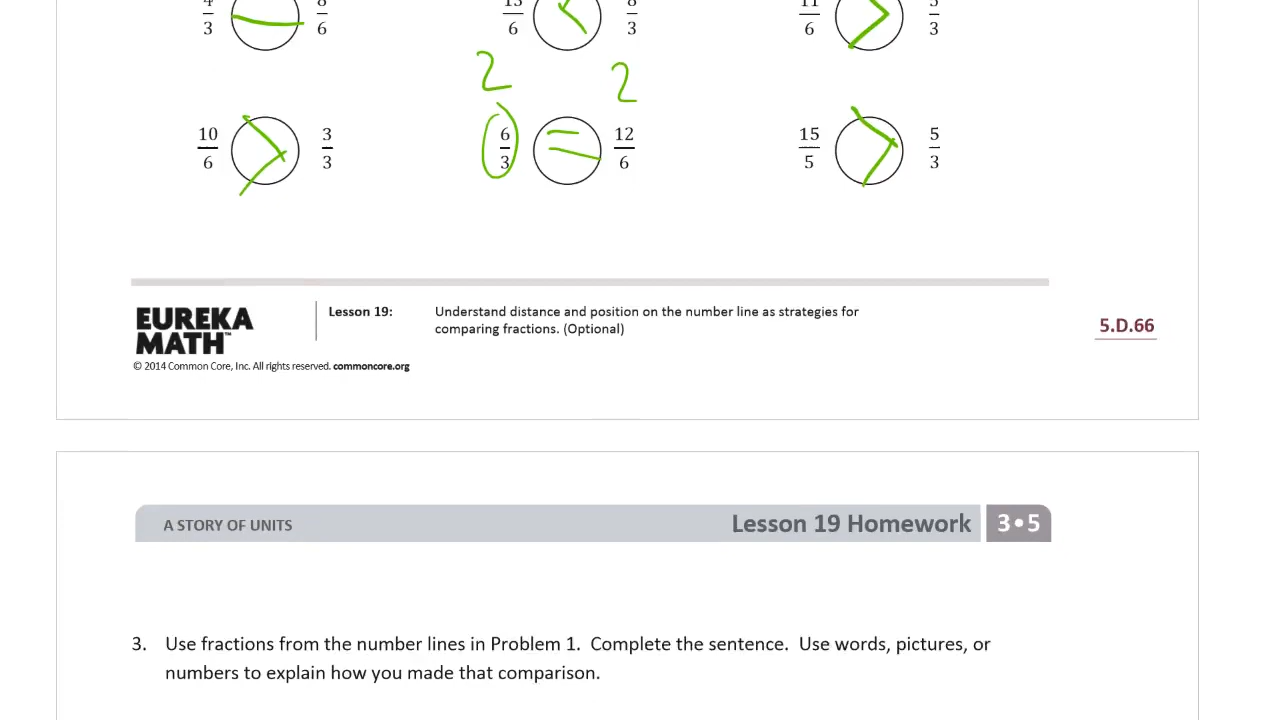 4/3 = 8/6 13/6 < 8/3 11/6 > 5/3
2 2
10/6 > 3/3 6/3 = 12/6 15/5 > 5/3
EUREKA MATH™
Lesson 19: Understand distance and position on the number line as strategies for
comparing fractions. (Optional)
5.D.66
© 2014 Common Core, Inc. All rights reserved. commoncore.org
A STORY OF UNITS Lesson 19 Homework 3•5
3. Use fractions from the number lines in Problem 1. Complete the sentence. Use words, pictures, or
numbers to explain how you made that comparison.